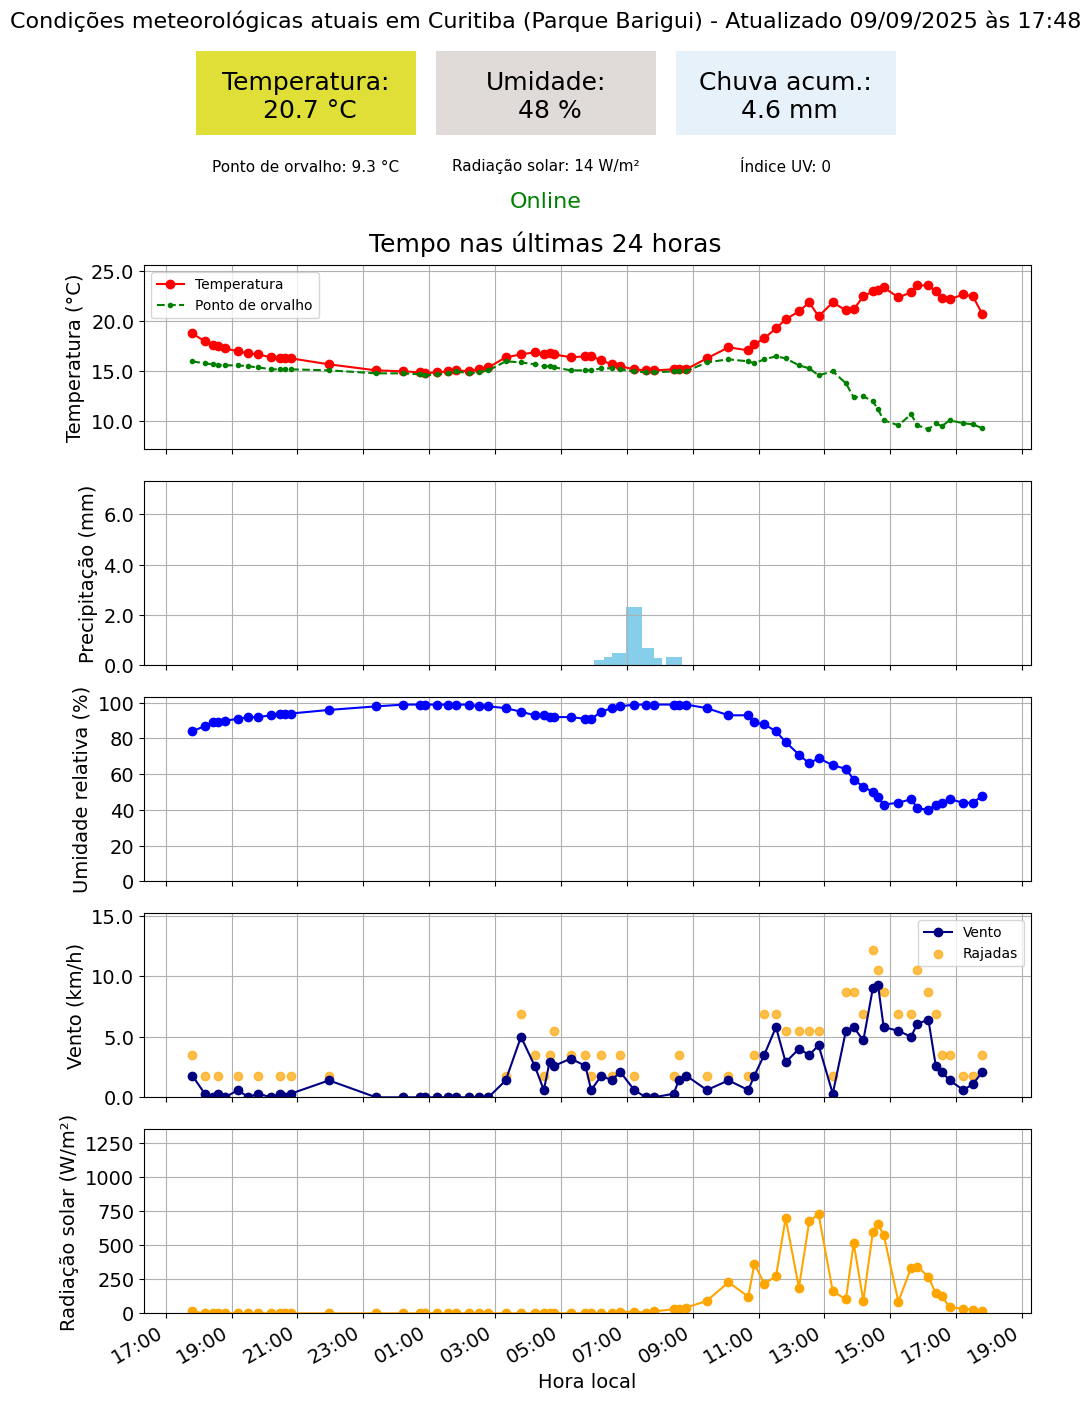 Condições meteorológicas atuais em Curitiba (Parque Barigui) - Atualizado 09/09/2025 às 17:48
Temperatura:
20.7 °C
Umidade:
48 %
Chuva acum.:
4.6 mm
Ponto de orvalho: 9.3 °C
Radiação solar: 14 W/m²
Índice UV: 0
Online
Tempo nas últimas 24 horas
Temperatura (°C)
25.0
20.0
15.0
10.0
Temperatura
Ponto de orvalho
Precipitação (mm)
6.0
4.0
2.0
0.0
Umidade relativa (%)
100
80
60
40
20
0
Vento (km/h)
15.0
10.0
5.0
0.0
Vento
Rajadas
Radiação solar (W/m²)
1250
1000
750
500
250
0
17:00
19:00
21:00
23:00
01:00
03:00
05:00
07:00
09:00
11:00
13:00
15:00
17:00
19:00
Hora local